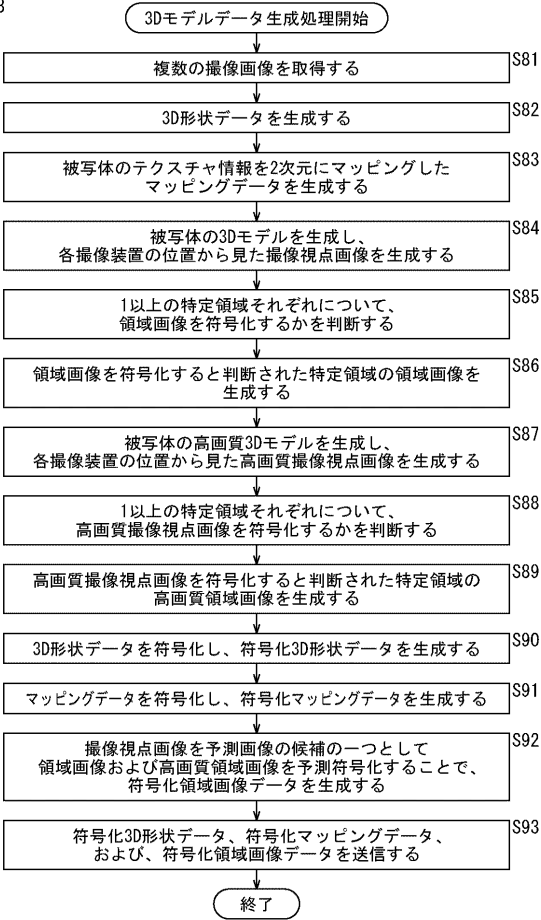 3Dモデルデータ生成処理開始
S81
複数の撮像画像を取得する
S82
3D形状データを生成する
S83
被写体のテクスチャ情報を2次元にマッピングした
マッピングデータを生成する
S84
被写体の3Dモデルを生成し、
各撮像装置の位置から見た撮像視点画像を生成する
S85
1以上の特定領域それぞれについて、
領域画像を符号化するかを判断する
S86
領域画像を符号化すると判断された特定領域の領域画像を
生成する
S87
被写体の高画質3Dモデルを生成し、
各撮像装置の位置から見た高画質撮像視点画像を生成する
S88
1以上の特定領域それぞれについて、
高画質撮像視点画像を符号化するかを判断する
S89
高画質撮像視点画像を符号化すると判断された特定領域の
高画質領域画像を生成する
S90
3D形状データを符号化し、符号化3D形状データを生成する
S91
マッピングデータを符号化し、符号化マッピングデータを生成する
S92
撮像視点画像を予測画像の候補の一つとして
領域画像および高画質領域画像を予測符号化することで、
符号化領域画像データを生成する
S93
符号化3D形状データ、符号化マッピングデータ、
および、符号化領域画像データを送信する
終了